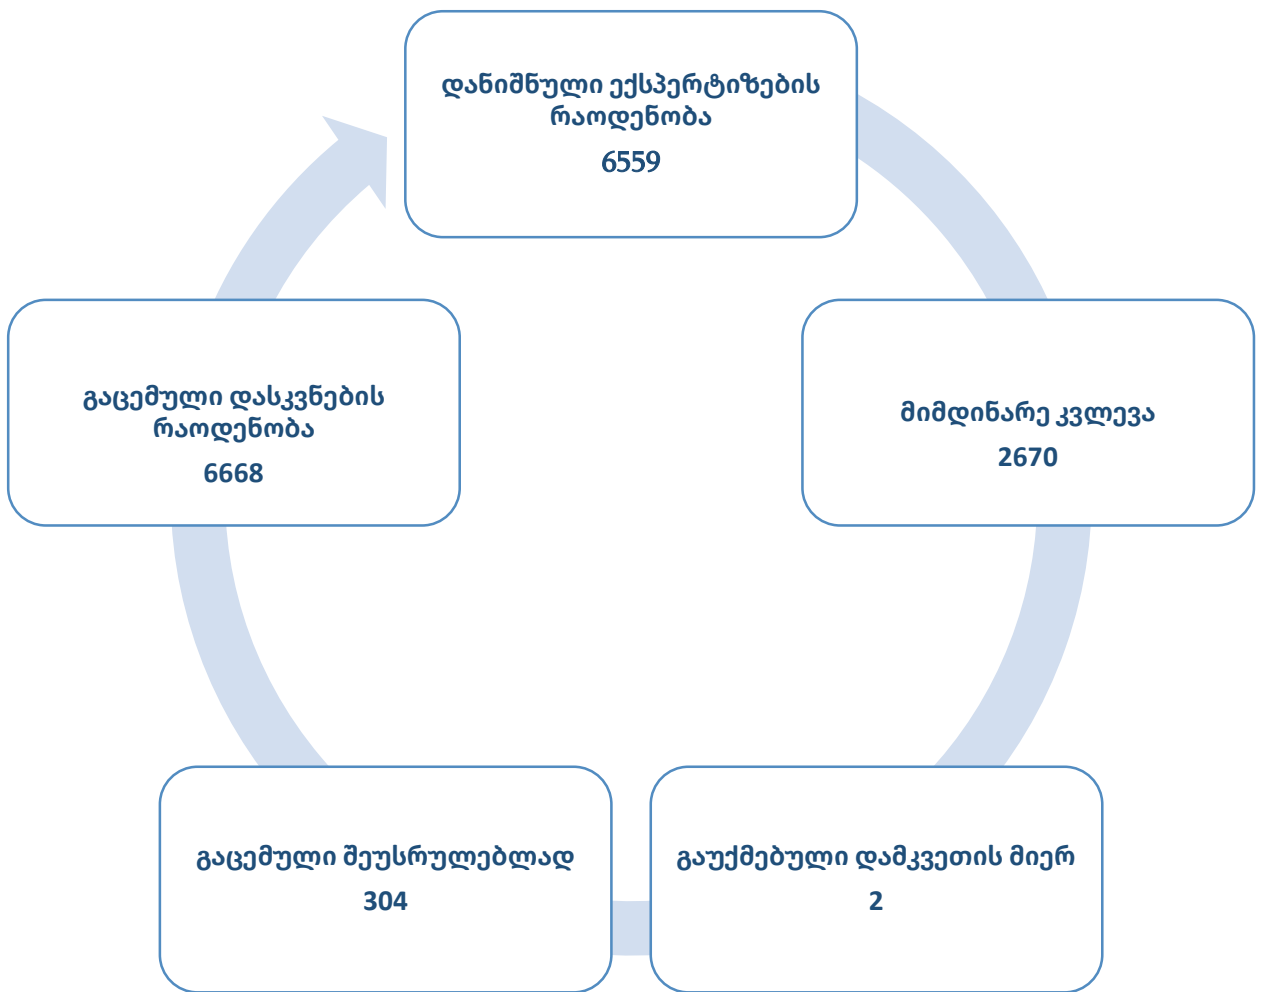 დანიშნული ექსპერტიზების
რაოდენობა
6559
გაცემული დასკვნების
რაოდენობა
6668
მიმდინარე კვლევა
2670
გაცემული შეუსრულებლად
304
გაუქმებული დამკვეთის მიერ
2